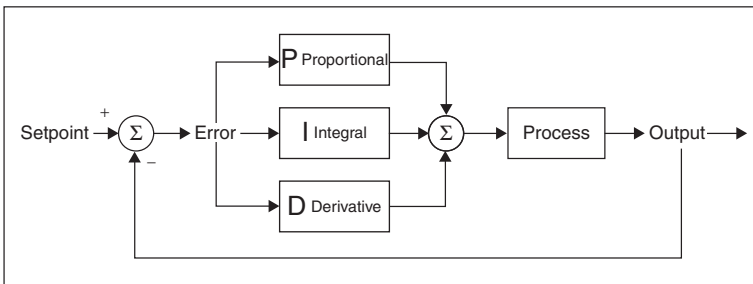 P Proportional
+
Setpoint Σ Error I Integral Σ Process Output
−
D Derivative